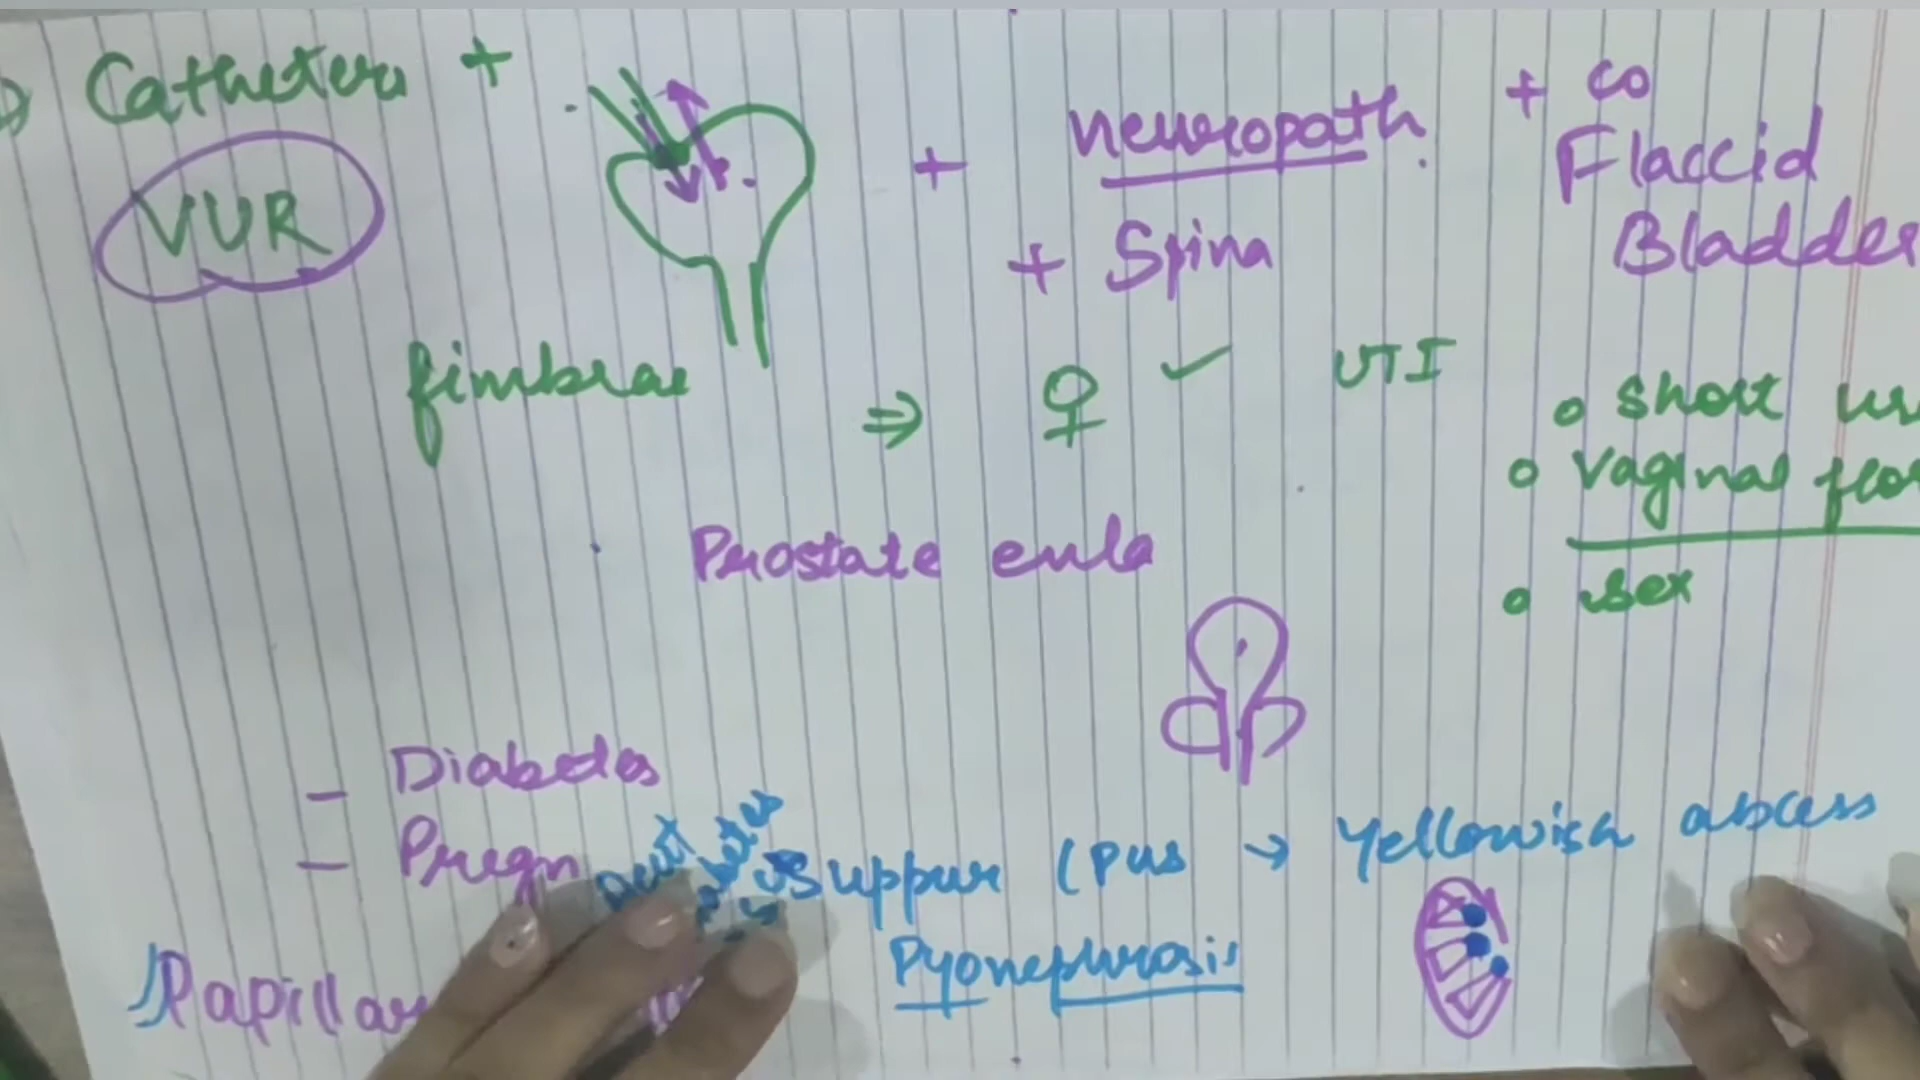 Catheter +
VUR
+ neuropath.
+ Spina
+ co
Flaccid
Bladder
fimbrae
⇒ ♀ ✓ UTI
o short
o Vaginal
o sex
Prostate enla
- Diabetes
- Pregn
Suppur (Pus → Yellowish abcess
Pyonephrosis
Papillar